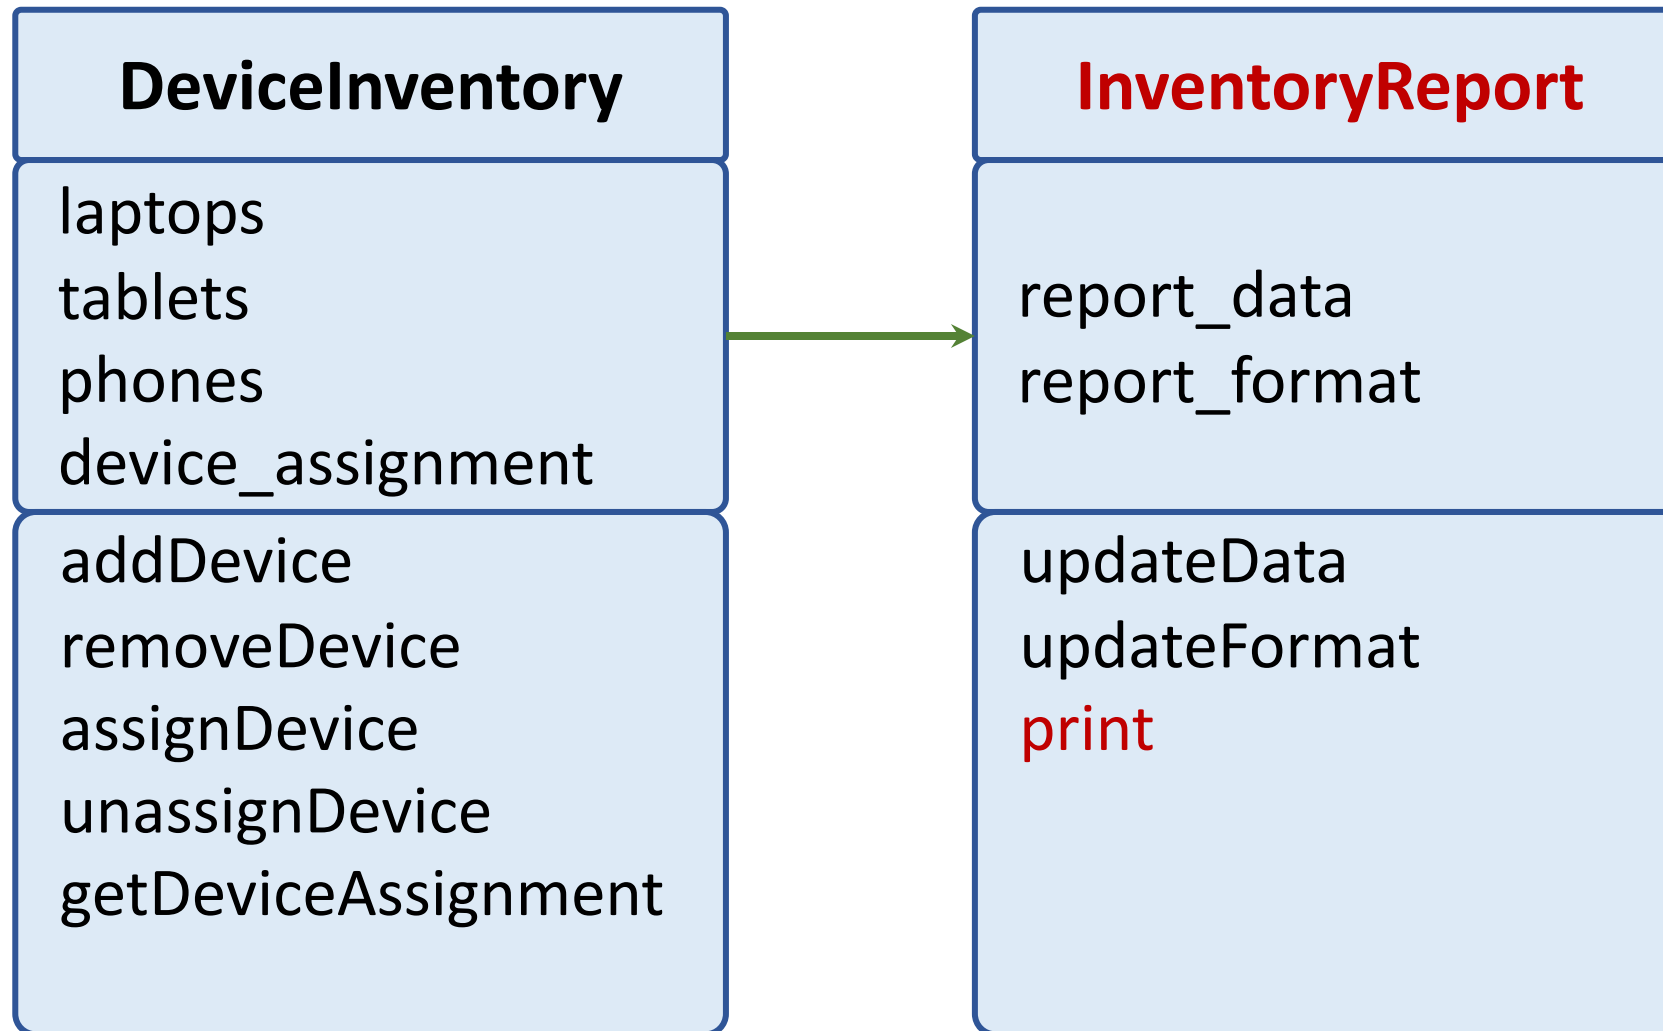 DeviceInventory
laptops
tablets
phones
device_assignment
addDevice
removeDevice
assignDevice
unassignDevice
getDeviceAssignment
InventoryReport
report_data
report_format
updateData
updateFormat
print